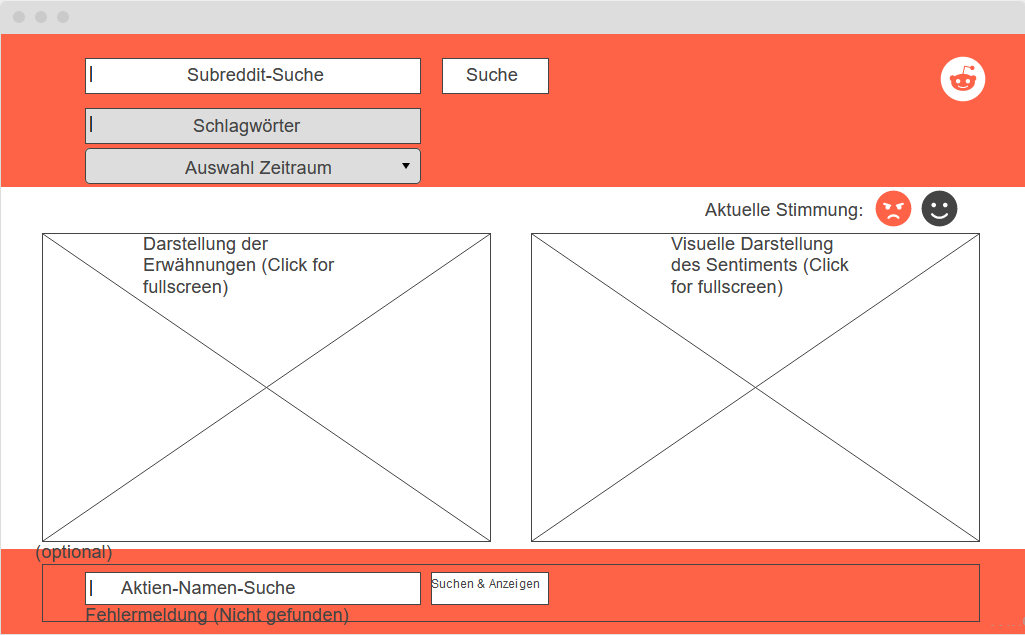 Subreddit-Suche
Suche
Schlagwörter
Auswahl Zeitraum
Aktuelle Stimmung:
Darstellung der
Erwähnungen (Click for
fullscreen)
Visuelle Darstellung
des Sentiments (Click
for fullscreen)
(optional)
Aktien-Namen-Suche
Suchen & Anzeigen
Fehlermeldung (Nicht gefunden)